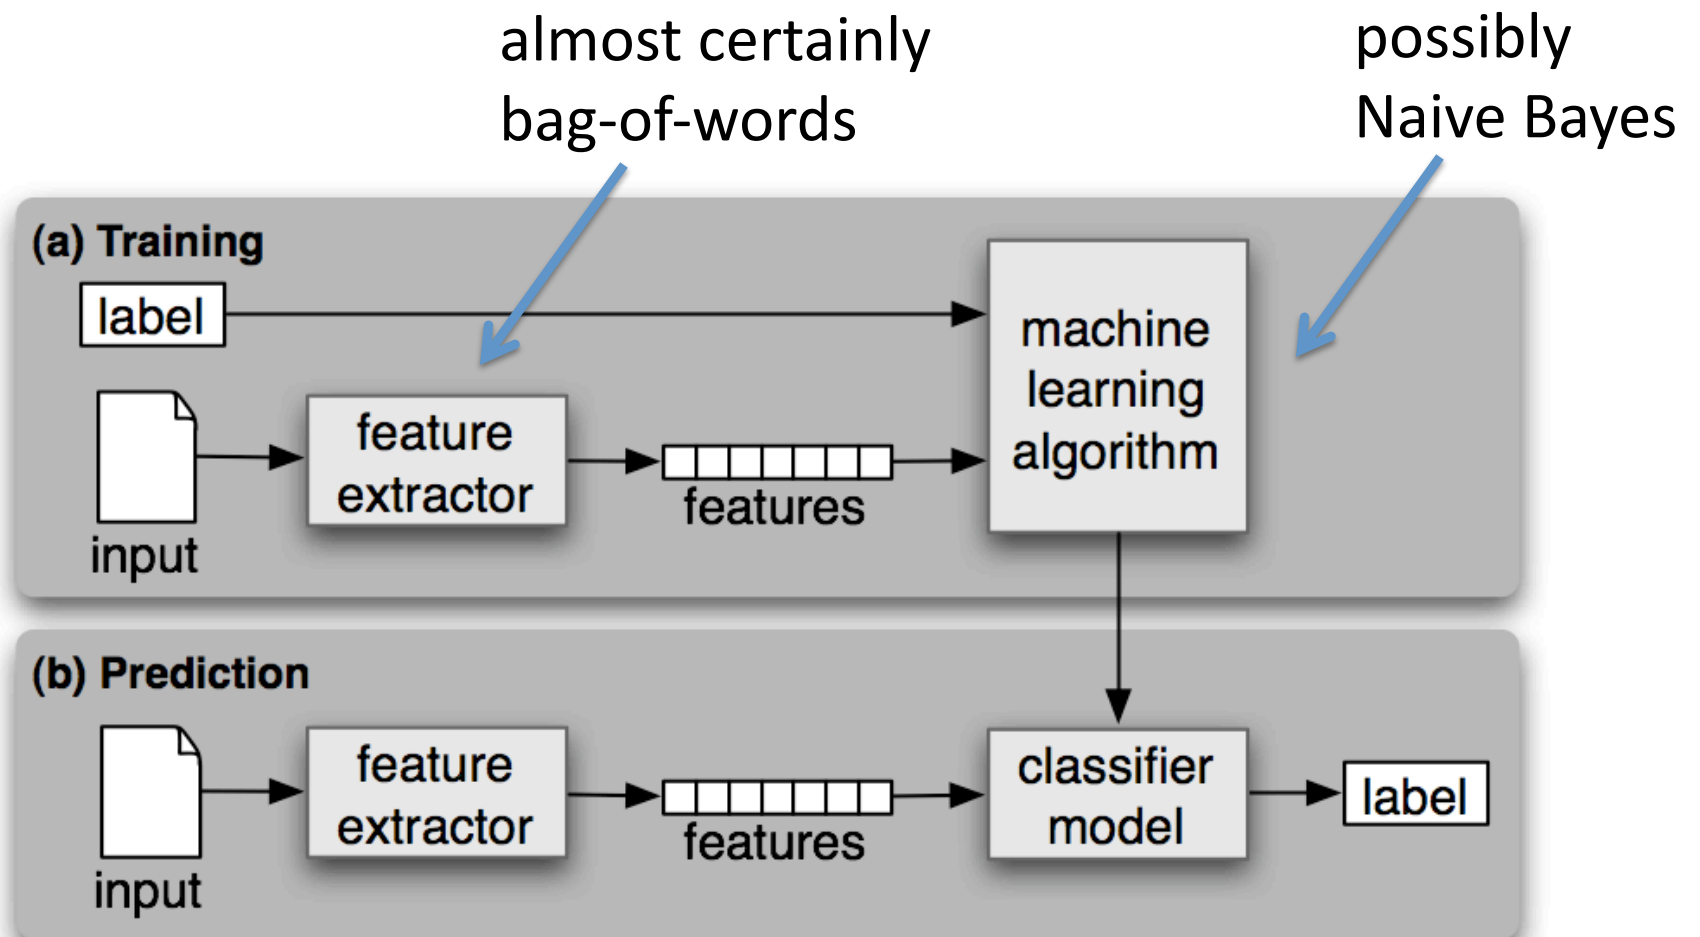 almost certainly
bag-of-words
possibly
Naive Bayes
(a) Training
label
machine
learning
algorithm
feature
extractor
features
input
(b) Prediction
feature
extractor
features
classifier
model
label
input